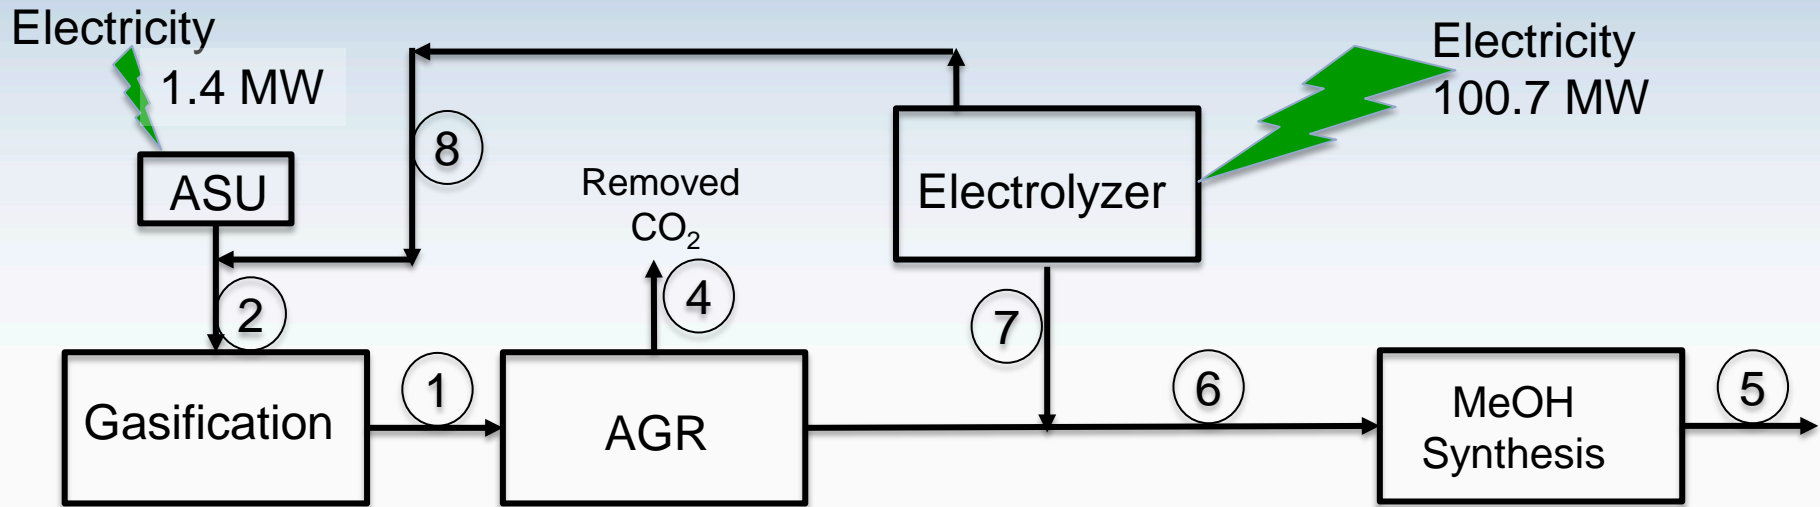 Electricity
1.4 MW
ASU
8
Removed
CO₂
4
Electrolyzer
Electricity
100.7 MW
2
7
Gasification
1
AGR
6
MeOH
Synthesis
5